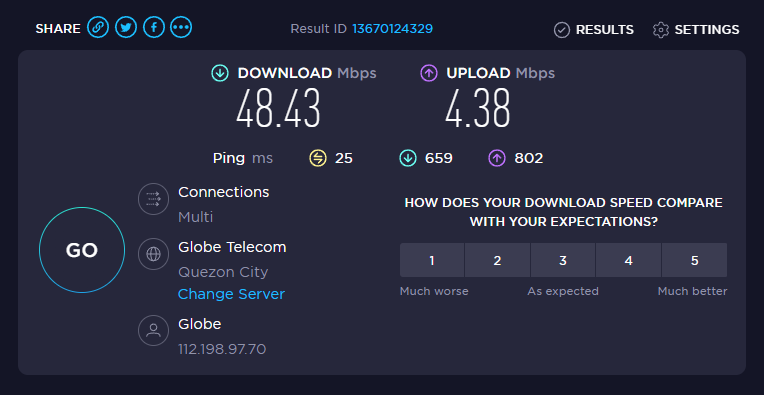 SHARE Result ID 13670124329 RESULTS SETTINGS
DOWNLOAD Mbps UPLOAD Mbps
48.43 4.38
Ping ms 25 659 802
Connections
Multi
HOW DOES YOUR DOWNLOAD SPEED COMPARE
WITH YOUR EXPECTATIONS?
GO
Globe Telecom
Quezon City
Change Server
1 2 3 4 5
Much worse As expected Much better
Globe
112.198.97.70